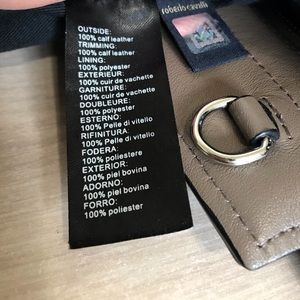 roberto cavalli
OUTSIDE:
100% calf leather
TRIMMING:
100% calf leather
LINING:
100% polyester
EXTERIEUR:
100% cuir de vachette
GARNITURE:
100% cuir de vachette
DOUBLEURE:
100% polyester
ESTERNO:
100% Pelle di vitello
RIFINITURA:
100% Pelle di vitello
FODERA:
100% poliestere
EXTERIOR:
100% piel bovina
ADORNO:
100% piel bovina
FORRO:
100% poliester